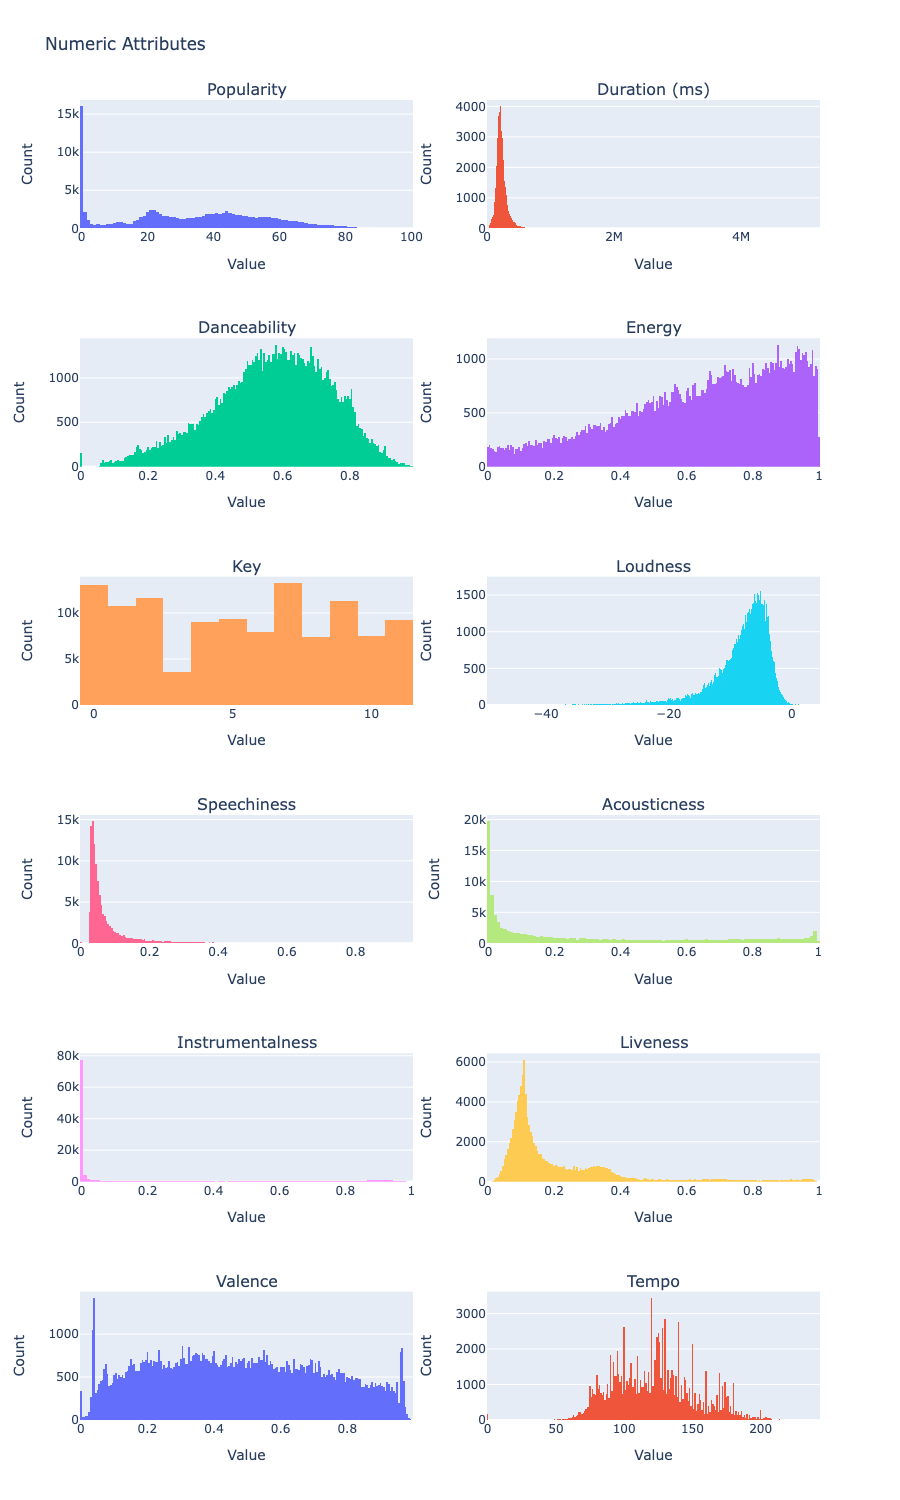 Numeric Attributes
Popularity
Duration (ms)
15k
10k
5k
0
Count
0 20 40 60 80 100
Value
4000
3000
2000
1000
0
Count
0 2M 4M
Value
Danceability
Energy
1000
500
0
Count
0 0.2 0.4 0.6 0.8
Value
1000
500
0
Count
0 0.2 0.4 0.6 0.8 1
Value
Key
Loudness
10k
5k
0
Count
0 5 10
Value
1500
1000
500
0
Count
−40 −20 0
Value
Speechiness
Acousticness
15k
10k
5k
0
Count
0 0.2 0.4 0.6 0.8
Value
20k
15k
10k
5k
0
Count
0 0.2 0.4 0.6 0.8 1
Value
Instrumentalness
Liveness
80k
60k
40k
20k
0
Count
0 0.2 0.4 0.6 0.8 1
Value
6000
4000
2000
0
Count
0 0.2 0.4 0.6 0.8 1
Value
Valence
Tempo
1000
500
0
Count
0 0.2 0.4 0.6 0.8
Value
3000
2000
1000
0
Count
0 50 100 150 200
Value